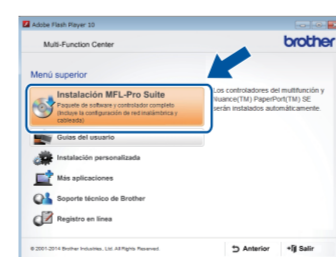 Adobe Flash Player 10
Multi-Function Center
brother
Menú superior
Instalación MFL-Pro Suite
Paquete de software y controlador completo
(incluye la configuración de red inalámbrica y
cableada)
Los controladores del multifunción y
Nuance(TM) PaperPort(TM) SE
serán instalados automáticamente.
Guías del usuario
Instalación personalizada
Más aplicaciones
Soporte técnico de Brother
Registro en línea
© 2001-2014 Brother Industries, Ltd. All Rights Reserved.
Anterior
Salir